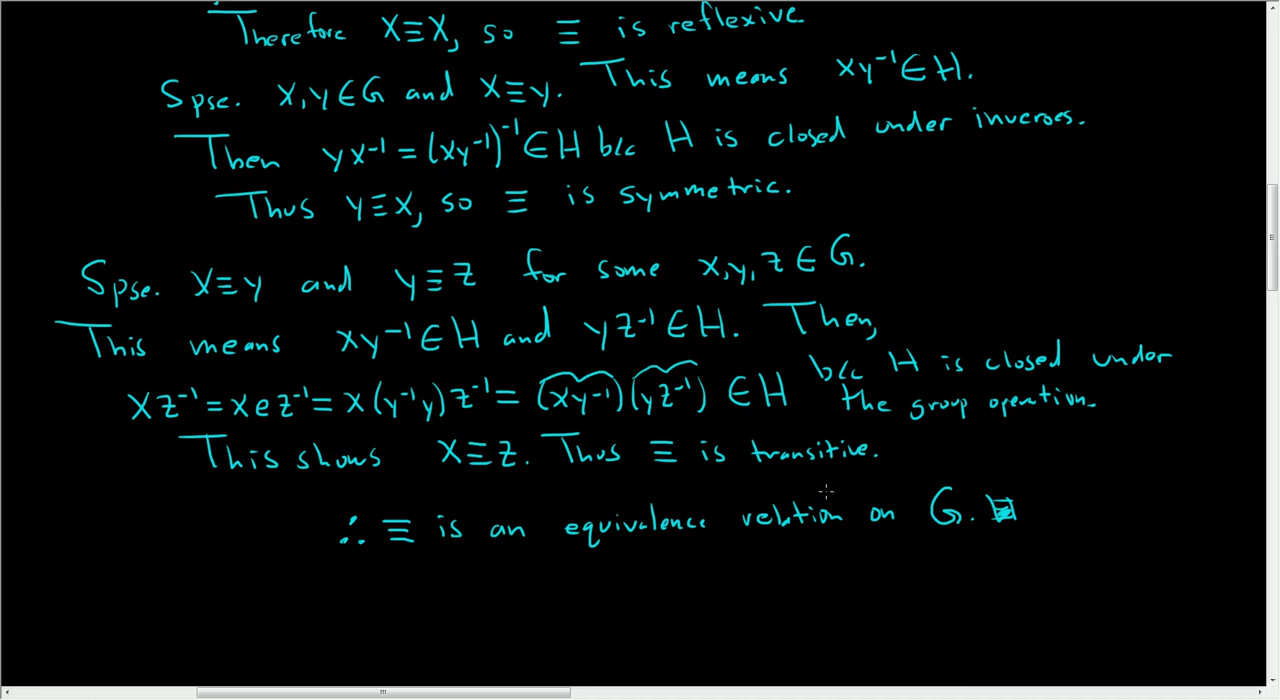 Therefore X≡X, so ≡ is reflexive
Spse. X,Y∈G and X≡y. This means xy⁻¹∈H.
Then yx⁻¹=(xy⁻¹)⁻¹∈H b/c H is closed under inverses.
Thus y≡x, so ≡ is symmetric.
Spse. X≡y and y≡z for some x,y,z∈G.
This means xy⁻¹∈H and yz⁻¹∈H. Then,
xz⁻¹=xez⁻¹=x(y⁻¹y)z⁻¹=(xy⁻¹)(yz⁻¹)∈H b/c H is closed under
the group operation.
This shows X≡z. Thus ≡ is transitive.
∴ ≡ is an equivalence relation on G.